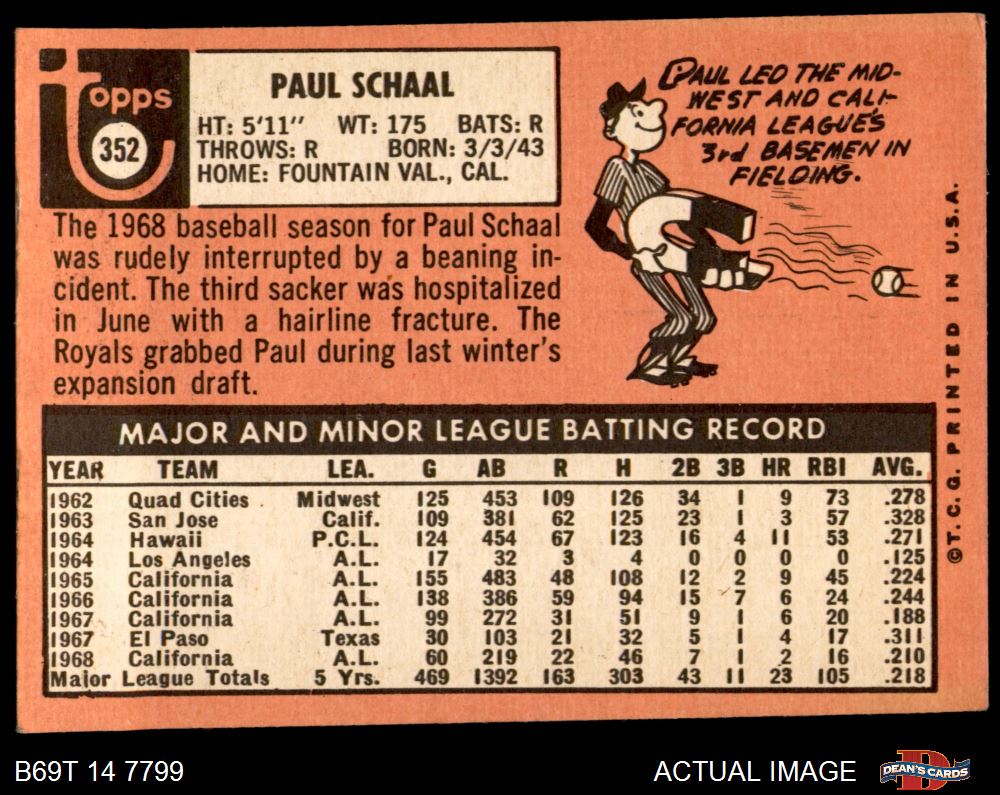 Topps
352
PAUL SCHAAL
HT: 5'11" WT: 175 BATS: R
THROWS: R BORN: 3/3/43
HOME: FOUNTAIN VAL., CAL.
PAUL LED THE MID-
WEST AND CALI-
FORNIA LEAGUE'S
3rd BASEMEN IN
FIELDING.
The 1968 baseball season for Paul Schaal
was rudely interrupted by a beaning in-
cident. The third sacker was hospitalized
in June with a hairline fracture. The
Royals grabbed Paul during last winter's
expansion draft.
MAJOR AND MINOR LEAGUE BATTING RECORD
YEAR TEAM LEA. G AB R H 2B 3B HR RBI AVG.
1962 Quad Cities Midwest 125 453 109 126 34 1 9 73 .278
1963 San Jose Calif. 109 381 62 125 23 1 3 57 .328
1964 Hawaii P.C.L. 124 454 67 123 16 4 11 53 .271
1964 Los Angeles A.L. 17 32 3 4 0 0 0 0 .125
1965 California A.L. 155 483 48 108 12 2 9 45 .224
1966 California A.L. 138 386 59 94 15 7 6 24 .244
1967 California A.L. 99 272 31 51 9 1 6 20 .188
1967 El Paso Texas 30 103 21 32 5 1 4 17 .311
1968 California A.L. 60 219 22 46 7 1 2 16 .210
Major League Totals 5 Yrs. 469 1392 163 303 43 11 23 105 .218
©T.C.G. PRINTED IN U.S.A.
B69T 14 7799
ACTUAL IMAGE
D
DEAN'S CARDS